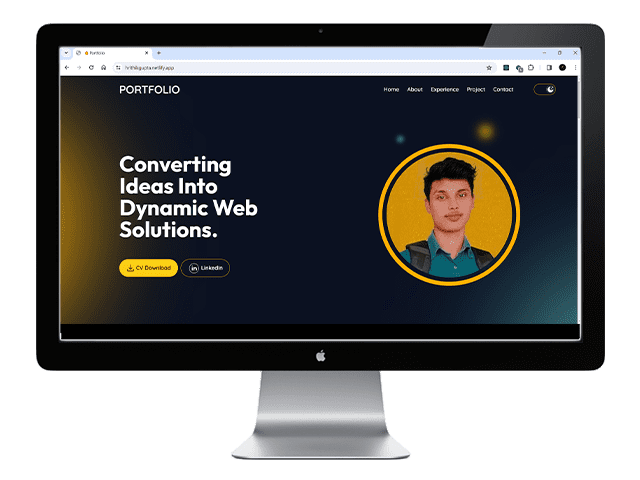 Portfolio
hrithikgupta.netlify.app
PORTFOLIO
Home About Experience Project Contact
Converting
Ideas Into
Dynamic Web
Solutions.
CV Download
in Linkedin